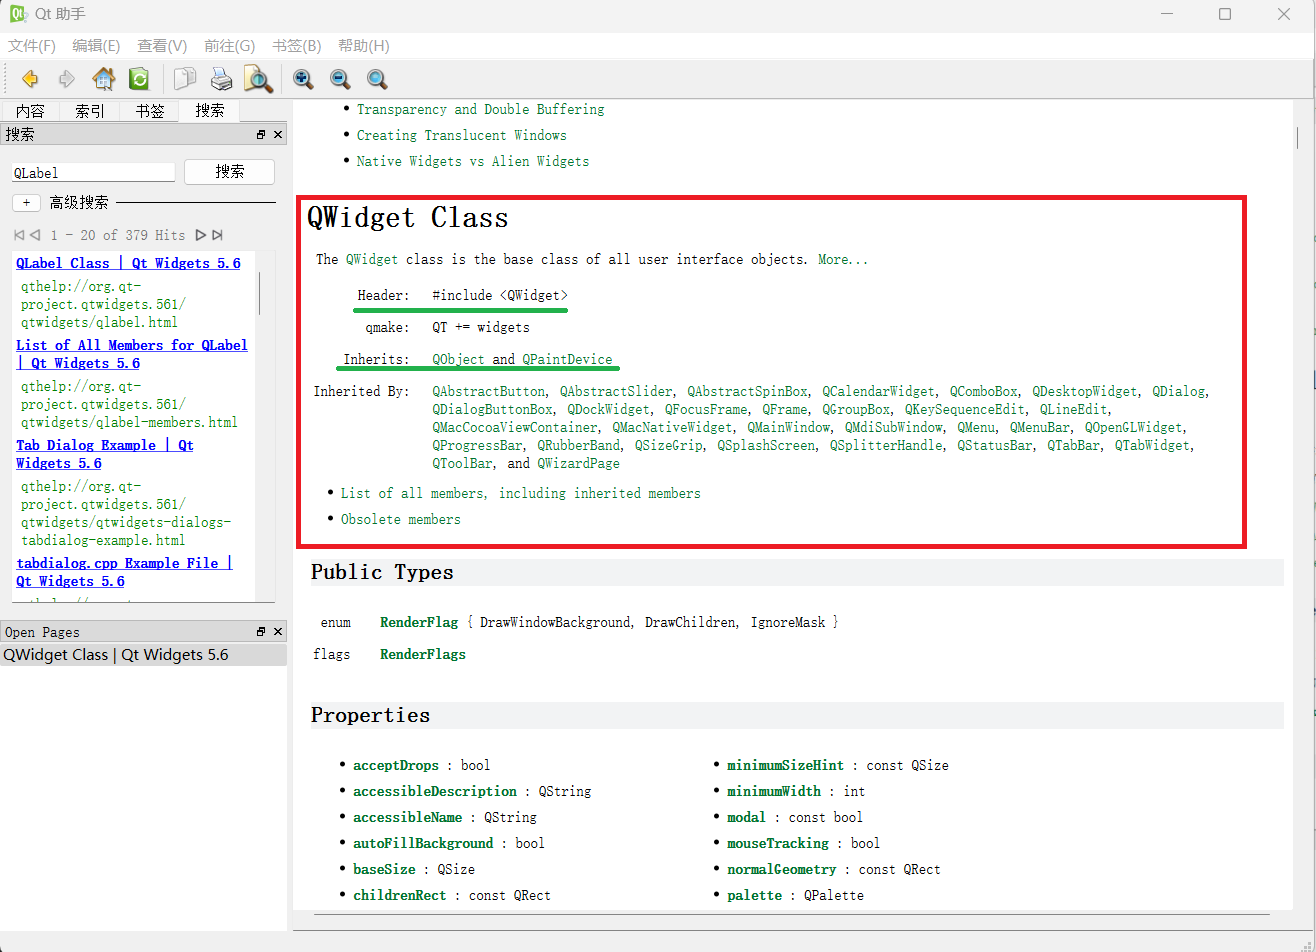 Qt 助手
文件(F) 编辑(E) 查看(V) 前往(G) 书签(B) 帮助(H)
内容 索引 书签 搜索
搜索
QLabel 搜索
+ 高级搜索
1 - 20 of 379 Hits
QLabel Class | Qt Widgets 5.6
qthelp://org.qt-
project.qtwidgets.561/
qtwidgets/qlabel.html
List of All Members for QLabel
| Qt Widgets 5.6
qthelp://org.qt-
project.qtwidgets.561/
qtwidgets/qlabel-members.html
Tab Dialog Example | Qt
Widgets 5.6
qthelp://org.qt-
project.qtwidgets.561/
qtwidgets/qtwidgets-dialogs-
tabdialog-example.html
tabdialog.cpp Example File |
Qt Widgets 5.6
Open Pages
QWidget Class | Qt Widgets 5.6
• Transparency and Double Buffering
• Creating Translucent Windows
• Native Widgets vs Alien Widgets
QWidget Class
The QWidget class is the base class of all user interface objects. More...
Header: #include <QWidget>
qmake: QT += widgets
Inherits: QObject and QPaintDevice
Inherited By: QAbstractButton, QAbstractSlider, QAbstractSpinBox, QCalendarWidget, QComboBox, QDesktopWidget, QDialog,
QDialogButtonBox, QDockWidget, QFocusFrame, QFrame, QGroupBox, QKeySequenceEdit, QLineEdit,
QMacCocoaViewContainer, QMacNativeWidget, QMainWindow, QMdiSubWindow, QMenu, QMenuBar, QOpenGLWidget,
QProgressBar, QRubberBand, QSizeGrip, QSplashScreen, QSplitterHandle, QStatusBar, QTabBar, QTabWidget,
QToolBar, and QWizardPage
• List of all members, including inherited members
• Obsolete members
Public Types
enum RenderFlag { DrawWindowBackground, DrawChildren, IgnoreMask }
flags RenderFlags
Properties
• acceptDrops : bool
• accessibleDescription : QString
• accessibleName : QString
• autoFillBackground : bool
• baseSize : QSize
• childrenRect : const QRect
• minimumSizeHint : const QSize
• minimumWidth : int
• modal : const bool
• mouseTracking : bool
• normalGeometry : const QRect
• palette : QPalette